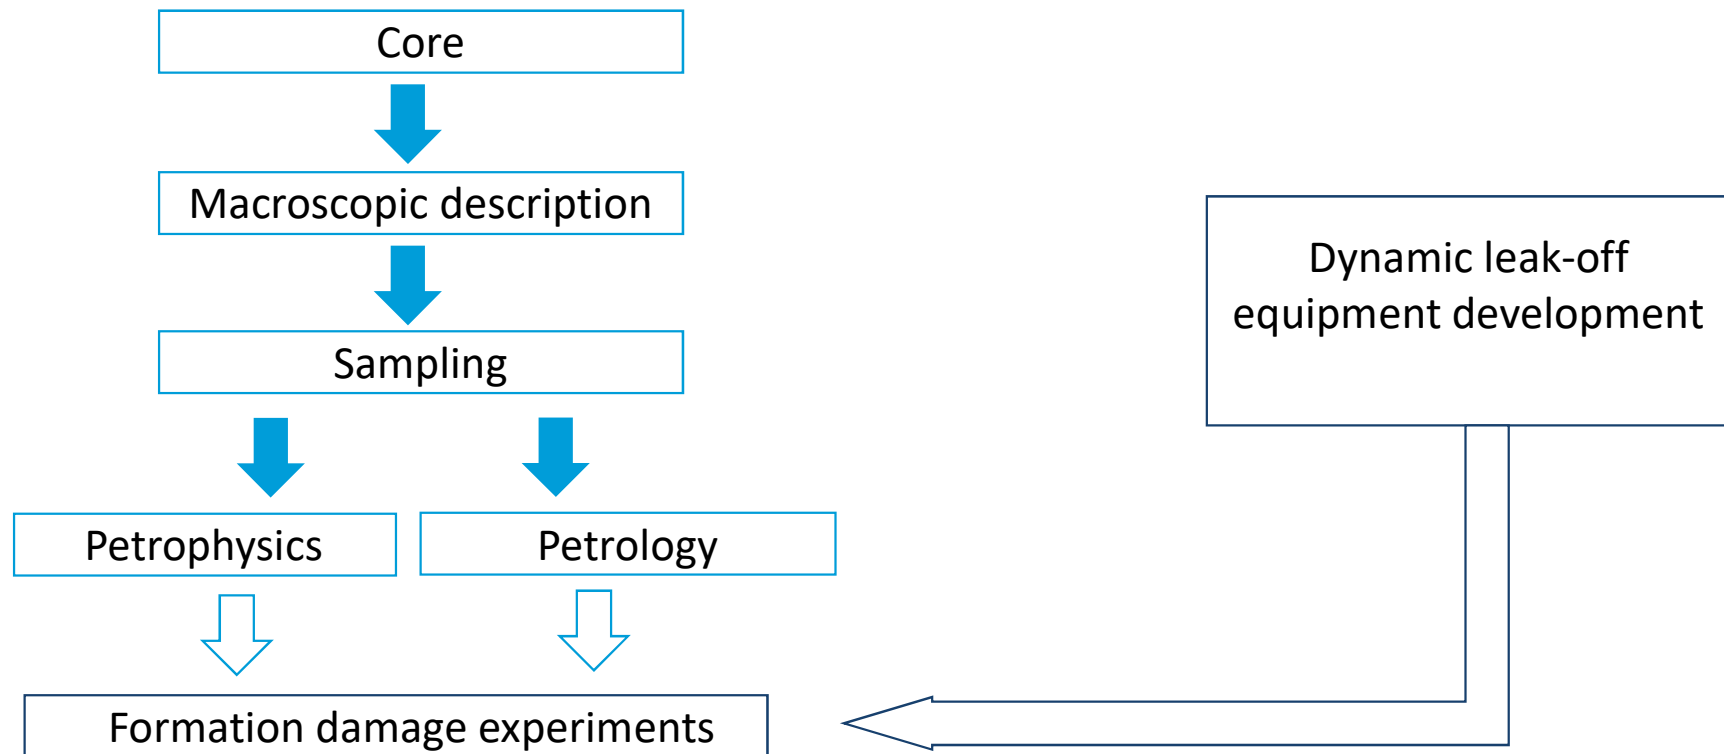 Core
Macroscopic description
Sampling
Petrophysics
Petrology
Formation damage experiments
Dynamic leak-off
equipment development